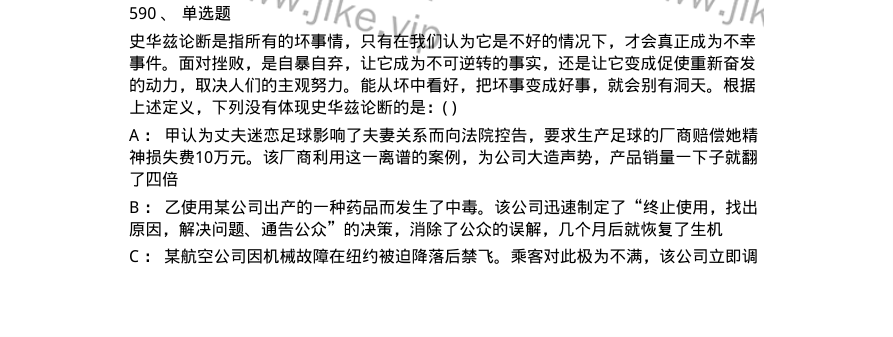 www.jlke.vip
590 、 单选题
史华兹论断是指所有的坏事情，只有在我们认为它是不好的情况下，才会真正成为不幸
事件。面对挫败，是自暴自弃，让它成为不可逆转的事实，还是让它变成促使重新奋发
的动力，取决人们的主观努力。能从坏中看好，把坏事变成好事，就会别有洞天。根据
上述定义，下列没有体现史华兹论断的是：( )
A： 甲认为丈夫迷恋足球影响了夫妻关系而向法院控告，要求生产足球的厂商赔偿她精
神损失费10万元。该厂商利用这一离谱的案例，为公司大造声势，产品销量一下子就翻
了四倍
B： 乙使用某公司出产的一种药品而发生了中毒。该公司迅速制定了“终止使用，找出
原因，解决问题、通告公众”的决策，消除了公众的误解，几个月后就恢复了生机
C： 某航空公司因机械故障在纽约被迫降落后禁飞。乘客对此极为不满，该公司立即调